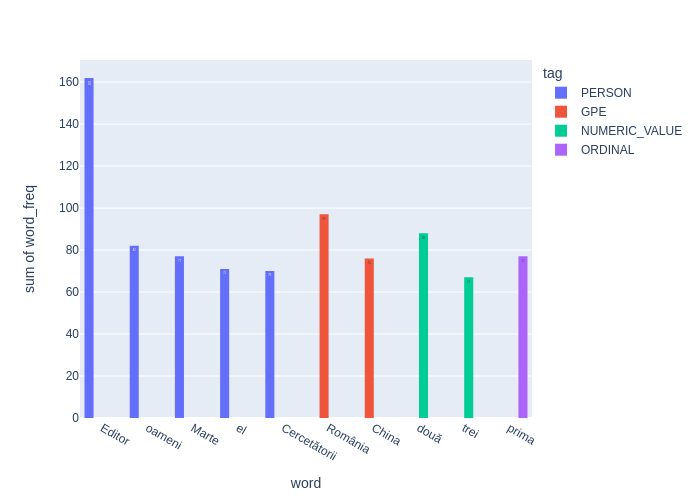 160
140
120
100
80
60
40
20
0
sum of word_freq
Editor
oameni
Marte
el
Cercetătorii
România
China
două
trei
prima
word
tag
PERSON
GPE
NUMERIC_VALUE
ORDINAL